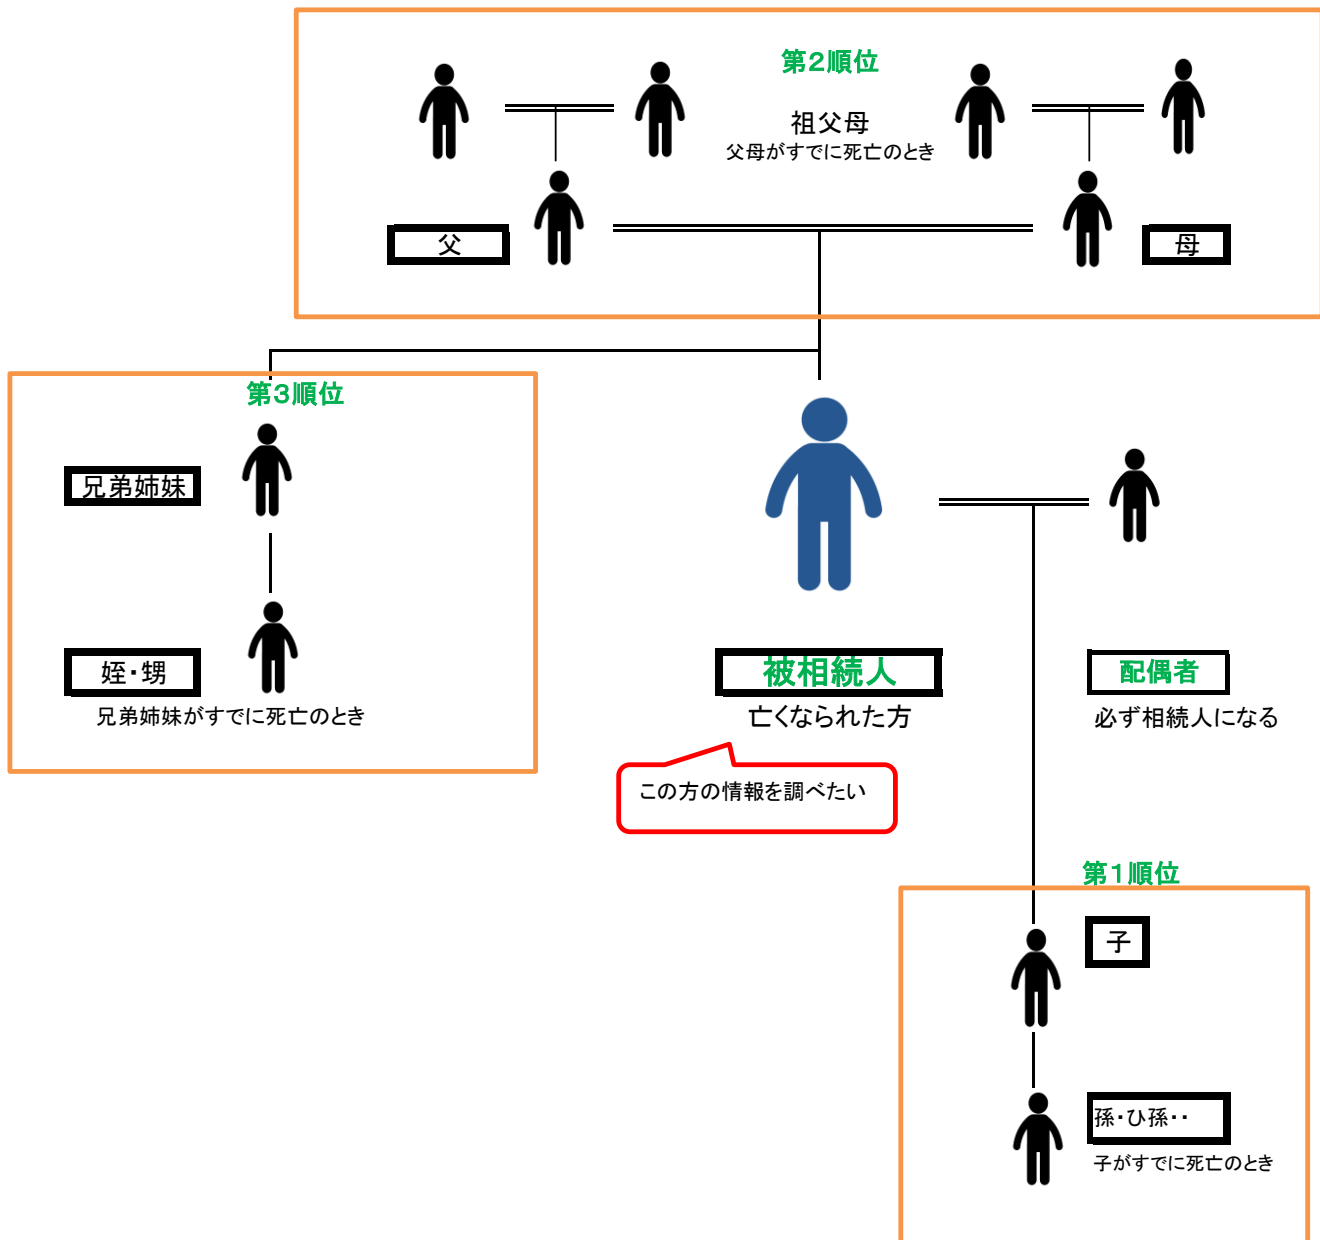 第2順位
祖父母
父母がすでに死亡のとき
父
母
第3順位
兄弟姉妹
姪・甥
兄弟姉妹がすでに死亡のとき
被相続人
亡くなられた方
配偶者
必ず相続人になる
この方の情報を調べたい
第1順位
子
孫・ひ孫・・
子がすでに死亡のとき